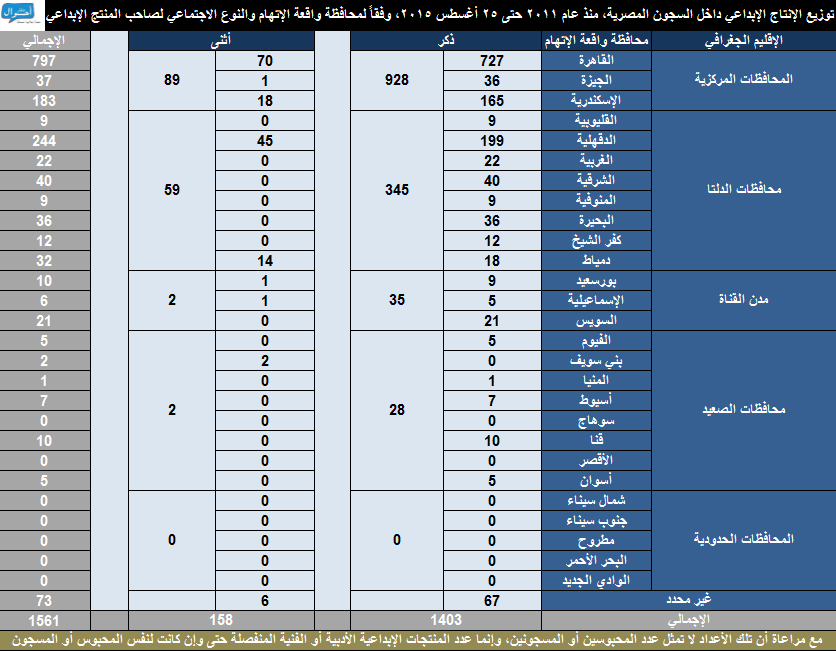 توزيع الإنتاج الإبداعي داخل السجون المصرية، منذ عام ٢٠١١ حتى ٢٥ أغسطس ٢٠١٥، وفقاً لمحافظة واقعة الإتهام والنوع الاجتماعي لصاحب المنتج الإبداعي
الإقليم الجغرافي محافظة واقعة الإتهام ذكر أنثى الإجمالي
المحافظات المركزية القاهرة 727 928 70 89 797
الجيزة 36 1 37
الإسكندرية 165 18 183
محافظات الدلتا القليوبية 9 345 0 59 9
الدقهلية 199 45 244
الغربية 22 0 22
الشرقية 40 0 40
المنوفية 9 0 9
البحيرة 36 0 36
كفر الشيخ 12 0 12
دمياط 18 14 32
مدن القناة بورسعيد 9 35 1 2 10
الإسماعيلية 5 1 6
السويس 21 0 21
محافظات الصعيد الفيوم 5 28 0 2 5
بني سويف 0 2 2
المنيا 1 0 1
أسيوط 7 0 7
سوهاج 0 0 0
قنا 10 0 10
الأقصر 0 0 0
أسوان 5 0 5
المحافظات الحدودية شمال سيناء 0 0 0 0 0
جنوب سيناء 0 0 0
مطروح 0 0 0
البحر الأحمر 0 0 0
الوادي الجديد 0 0 0
غير محدد 67 6 73
الإجمالي 1403 158 1561
مع مراعاة أن تلك الأعداد لا تمثل عدد المحبوسين أو المسجونين، وإنما عدد المنتجات الإبداعية الأدبية أو الفنية المنفصلة حتى وإن كانت لنفس المحبوس أو المسجون